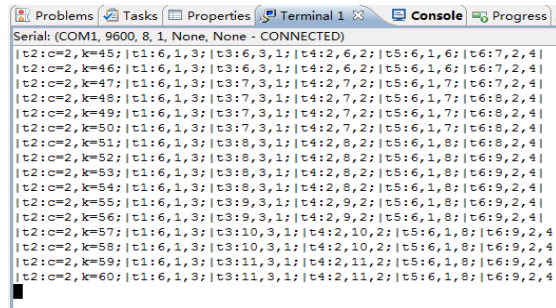 Problems Tasks Properties Terminal 1 Console Progress
Serial: (COM1, 9600, 8, 1, None, None - CONNECTED)
|t2:c=2,k=45;|t1:6,1,3;|t3:6,3,1;|t4:2,6,2;|t5:6,1,6;|t6:7,2,4|
|t2:c=2,k=46;|t1:6,1,3;|t3:6,3,1;|t4:2,6,2;|t5:6,1,6;|t6:7,2,4|
|t2:c=2,k=47;|t1:6,1,3;|t3:7,3,1;|t4:2,7,2;|t5:6,1,7;|t6:7,2,4|
|t2:c=2,k=48;|t1:6,1,3;|t3:7,3,1;|t4:2,7,2;|t5:6,1,7;|t6:8,2,4|
|t2:c=2,k=49;|t1:6,1,3;|t3:7,3,1;|t4:2,7,2;|t5:6,1,7;|t6:8,2,4|
|t2:c=2,k=50;|t1:6,1,3;|t3:7,3,1;|t4:2,7,2;|t5:6,1,7;|t6:8,2,4|
|t2:c=2,k=51;|t1:6,1,3;|t3:8,3,1;|t4:2,8,2;|t5:6,1,8;|t6:8,2,4|
|t2:c=2,k=52;|t1:6,1,3;|t3:8,3,1;|t4:2,8,2;|t5:6,1,8;|t6:9,2,4|
|t2:c=2,k=53;|t1:6,1,3;|t3:8,3,1;|t4:2,8,2;|t5:6,1,8;|t6:9,2,4|
|t2:c=2,k=54;|t1:6,1,3;|t3:8,3,1;|t4:2,8,2;|t5:6,1,8;|t6:9,2,4|
|t2:c=2,k=55;|t1:6,1,3;|t3:9,3,1;|t4:2,9,2;|t5:6,1,8;|t6:9,2,4|
|t2:c=2,k=56;|t1:6,1,3;|t3:9,3,1;|t4:2,9,2;|t5:6,1,8;|t6:9,2,4|
|t2:c=2,k=57;|t1:6,1,3;|t3:10,3,1;|t4:2,10,2;|t5:6,1,8;|t6:9,2,4
|t2:c=2,k=58;|t1:6,1,3;|t3:10,3,1;|t4:2,10,2;|t5:6,1,8;|t6:9,2,4
|t2:c=2,k=59;|t1:6,1,3;|t3:11,3,1;|t4:2,11,2;|t5:6,1,8;|t6:9,2,4
|t2:c=2,k=60;|t1:6,1,3;|t3:11,3,1;|t4:2,11,2;|t5:6,1,8;|t6:9,2,4